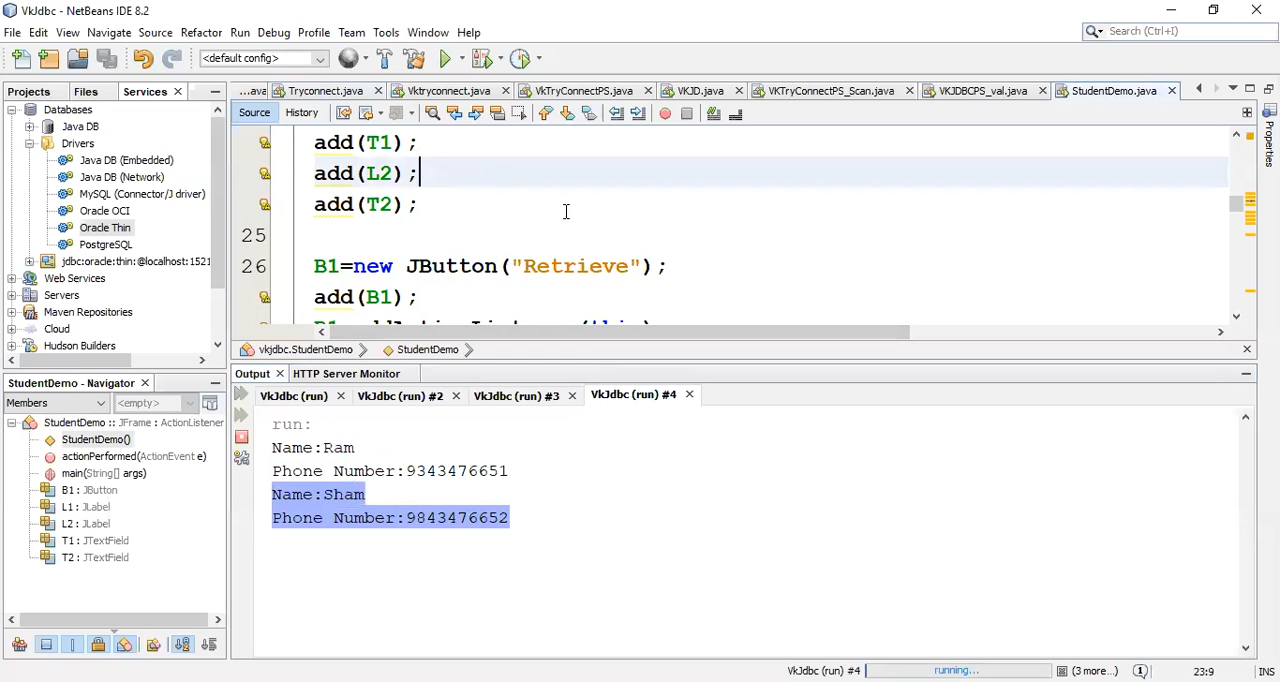 VkJdbc - NetBeans IDE 8.2
File Edit View Navigate Source Refactor Run Debug Profile Team Tools Window Help
Search (Ctrl+I)
<default config>
Projects Files Services
...ava Tryconnect.java Vktryconnect.java VkTryConnectPS.java VKJD.java VKTryConnectPS_Scan.java VKJDBCPS_val.java StudentDemo.java
Source History
Databases
Java DB
Drivers
Java DB (Embedded)
Java DB (Network)
MySQL (Connector/J driver)
Oracle OCI
Oracle Thin
PostgreSQL
jdbc:oracle:thin:@localhost:1521
Web Services
Servers
Maven Repositories
Cloud
Hudson Builders
add(T1);
add(L2);
add(T2);
25
26 B1=new JButton("Retrieve");
add(B1);
Properties
vkjdbc.StudentDemo StudentDemo
StudentDemo - Navigator
Members <empty>
StudentDemo :: JFrame : ActionListener
StudentDemo()
actionPerformed(ActionEvent e)
main(String[] args)
B1 : JButton
L1 : JLabel
L2 : JLabel
T1 : JTextField
T2 : JTextField
Output HTTP Server Monitor
VkJdbc (run) VkJdbc (run) #2 VkJdbc (run) #3 VkJdbc (run) #4
run:
Name:Ram
Phone Number:9343476651
Name:Sham
Phone Number:9843476652
VkJdbc (run) #4 running... (3 more...) 1 23:9 INS